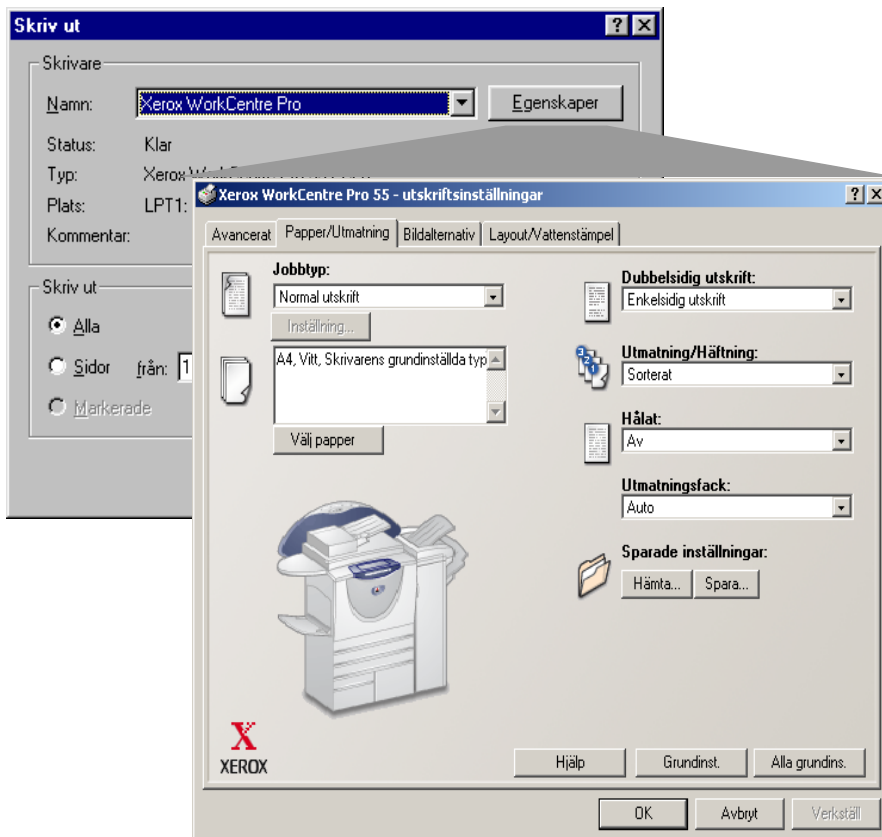 Skriv ut
Skrivare
Namn: Xerox WorkCentre Pro Egenskaper
Status: Klar
Typ: Xerox
Plats: LPT1:
Kommentar:
Skriv ut
Alla
Sidor från: 1
Markerade
Xerox WorkCentre Pro 55 - utskriftsinställningar
Avancerat Papper/Utmatning Bildalternativ Layout/Vattenstämpel
Jobbtyp:
Normal utskrift
Inställning...
A4, Vitt, Skrivarens grundinställda typ
Välj papper
Dubbelsidig utskrift:
Enkelsidig utskrift
Utmatning/Häftning:
Sorterat
Hålat:
Av
Utmatningsfack:
Auto
Sparade inställningar:
Hämta... Spara...
X
XEROX
Hjälp Grundinst. Alla grundins.
OK Avbryt Verkställ